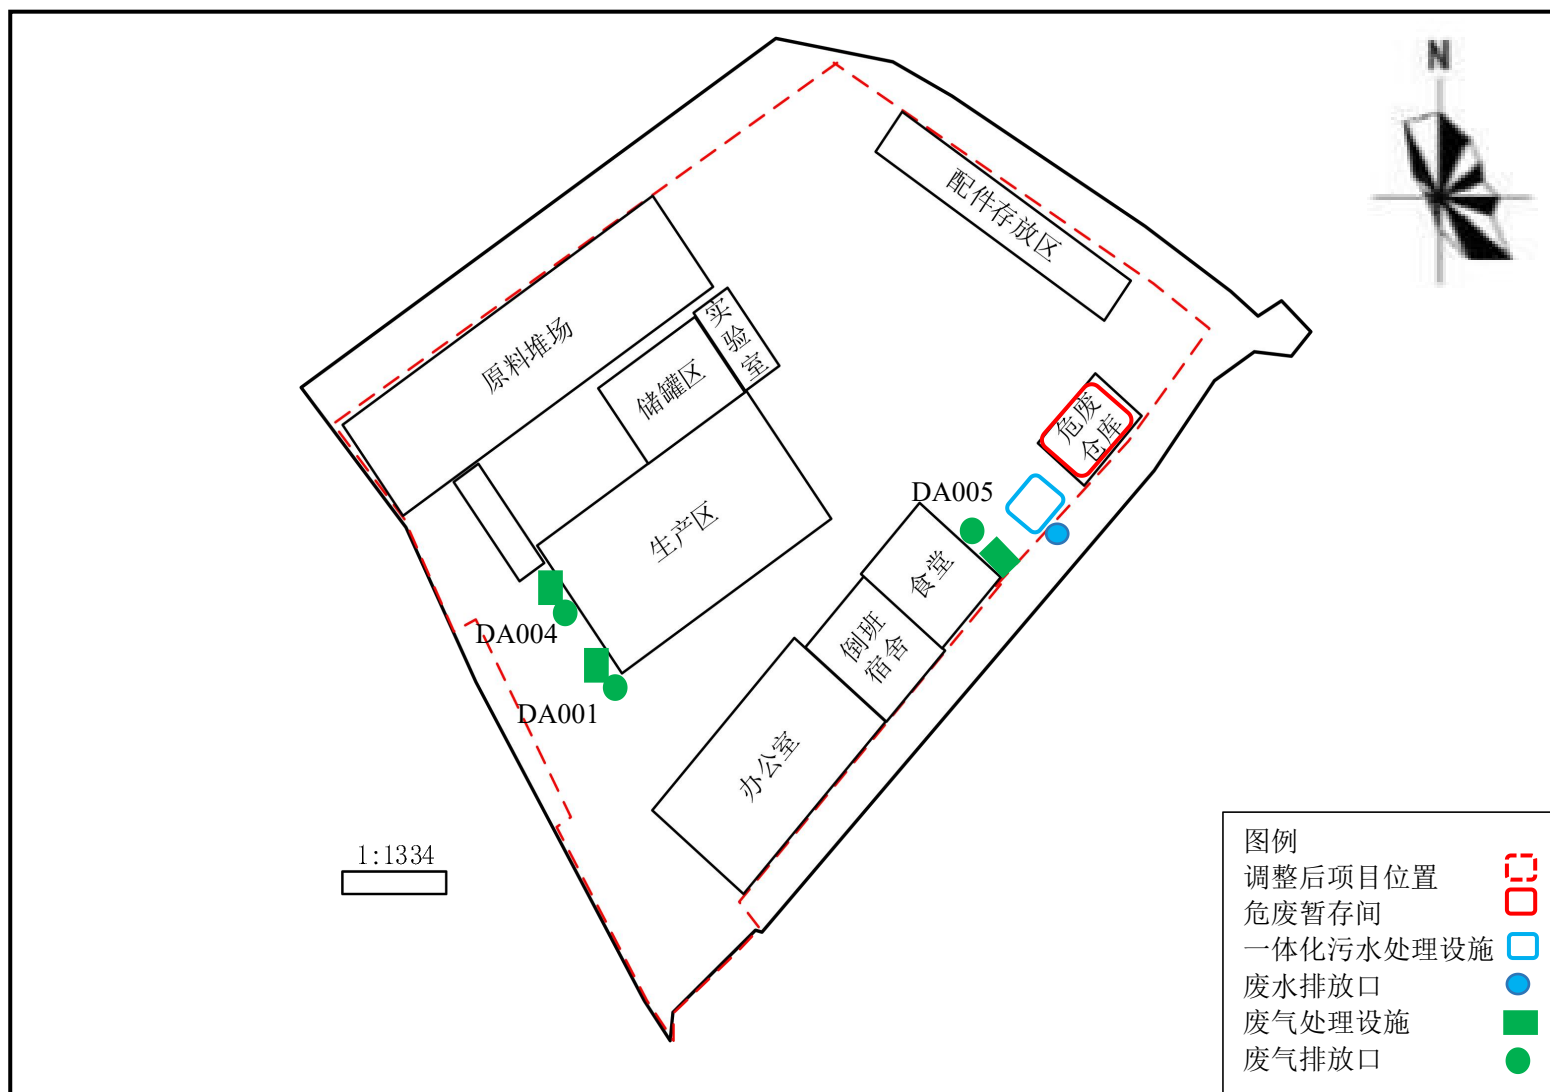 N
配件存放区
原料堆场
实验室
储罐区
危废
仓库
DA005
生产区
食堂
倒班
宿舍
DA004
DA001
办公室
1:1334
图例
调整后项目位置
危废暂存间
一体化污水处理设施
废水排放口
废气处理设施
废气排放口